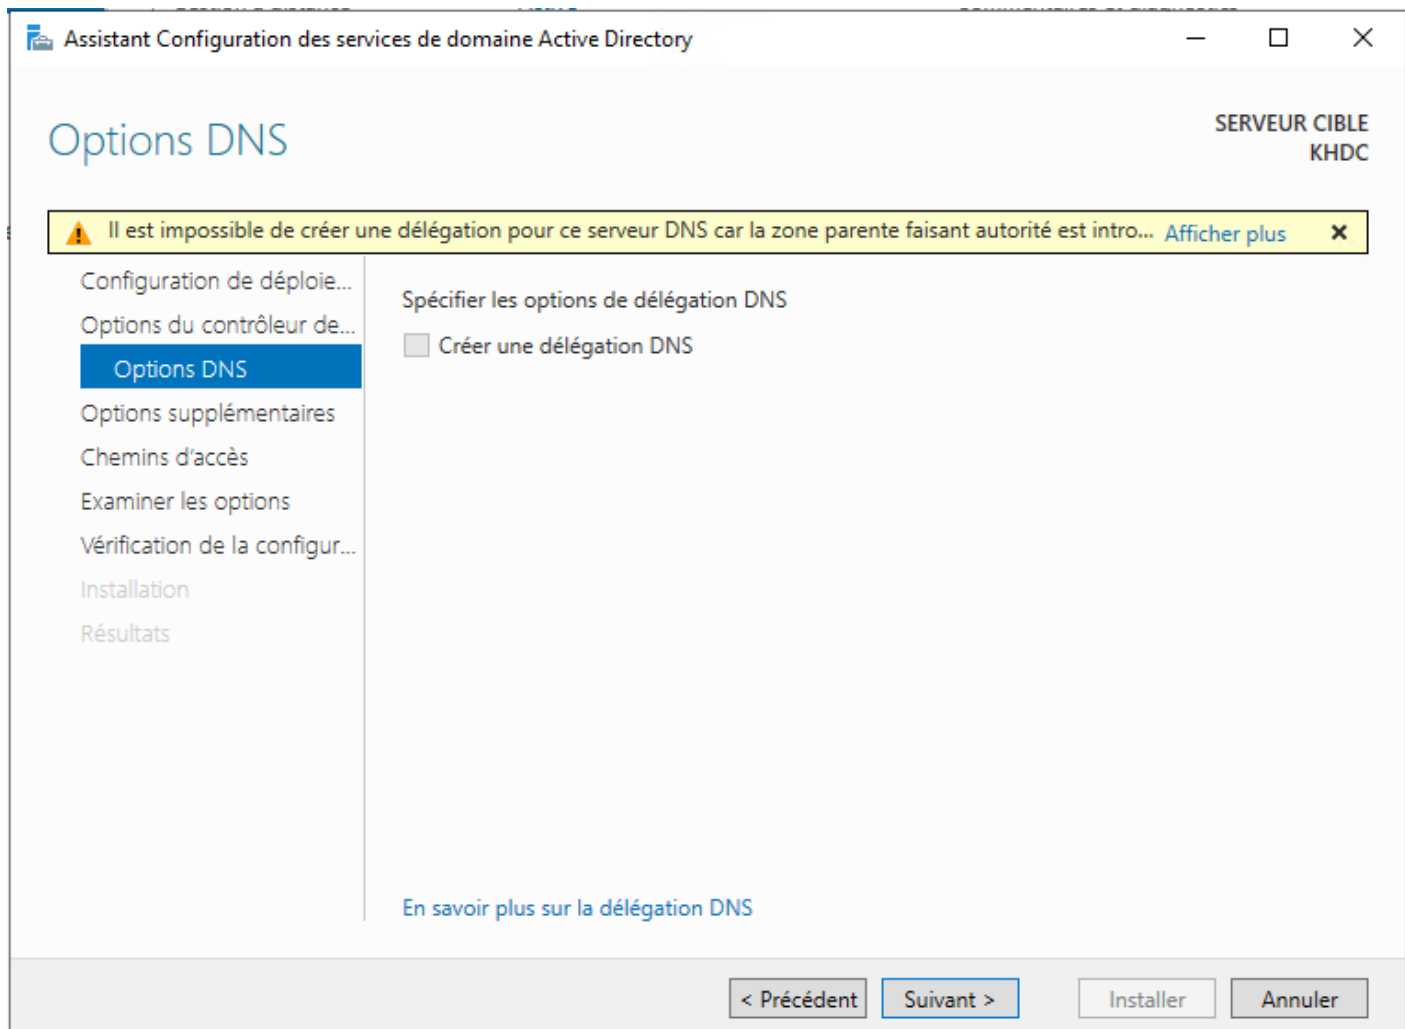 Assistant Configuration des services de domaine Active Directory
Options DNS
SERVEUR CIBLE
KHDC
Il est impossible de créer une délégation pour ce serveur DNS car la zone parente faisant autorité est intro... Afficher plus
Configuration de déploie...
Options du contrôleur de...
Options DNS
Options supplémentaires
Chemins d'accès
Examiner les options
Vérification de la configur...
Installation
Résultats
Spécifier les options de délégation DNS
Créer une délégation DNS
En savoir plus sur la délégation DNS
< Précédent
Suivant >
Installer
Annuler